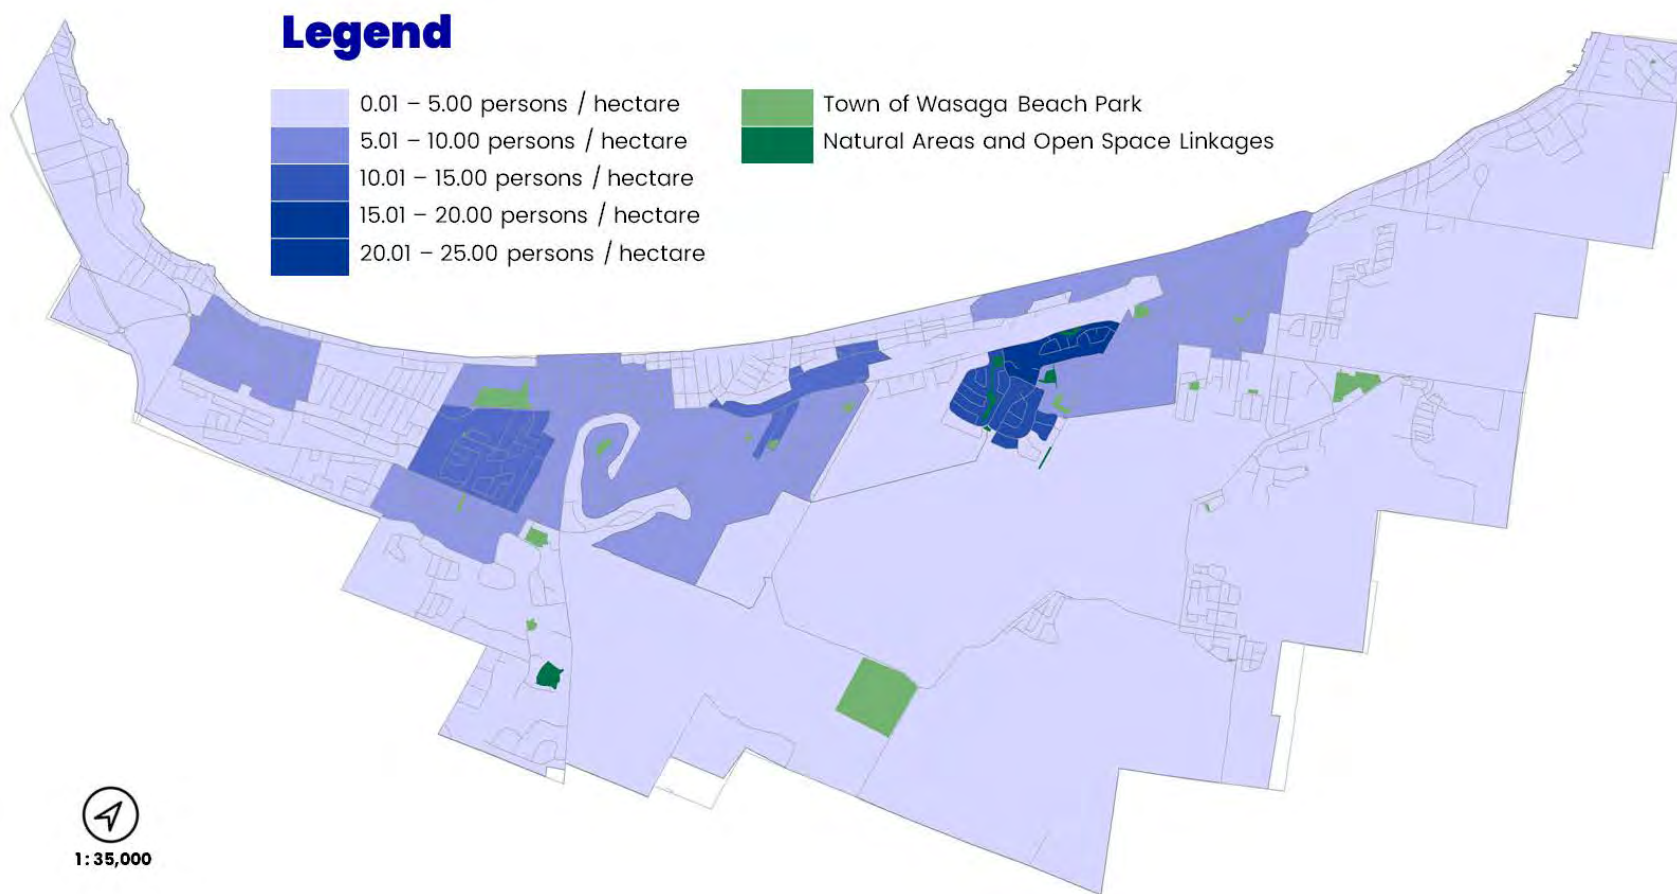 Legend
0.01 – 5.00 persons / hectare
5.01 – 10.00 persons / hectare
10.01 – 15.00 persons / hectare
15.01 – 20.00 persons / hectare
20.01 – 25.00 persons / hectare
Town of Wasaga Beach Park
Natural Areas and Open Space Linkages
1:35,000